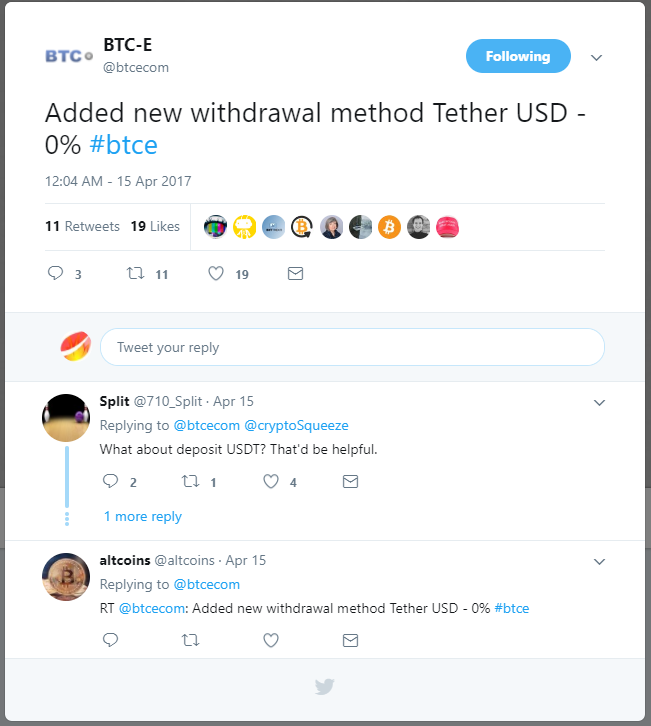 BTC
BTC-E
@btcecom
Following
Added new withdrawal method Tether USD -
0% #btce
12:04 AM - 15 Apr 2017
11 Retweets 19 Likes
3 11 19
Tweet your reply
Split @710_Split · Apr 15
Replying to @btcecom @cryptoSqueeze
What about deposit USDT? That'd be helpful.
2 1 4
1 more reply
altcoins @altcoins · Apr 15
Replying to @btcecom
RT @btcecom: Added new withdrawal method Tether USD - 0% #btce